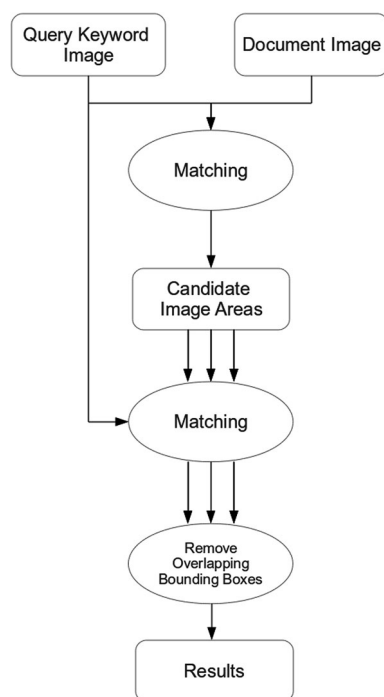 Query Keyword
Image
Document Image
Matching
Candidate
Image Areas
Matching
Remove
Overlapping
Bounding Boxes
Results